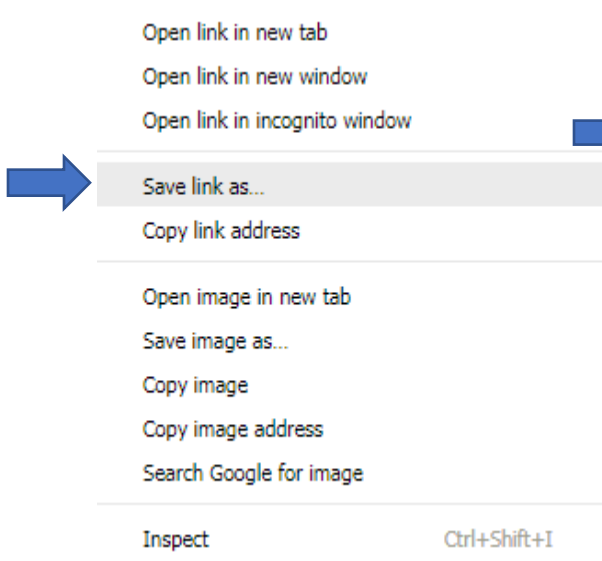 Open link in new tab
Open link in new window
Open link in incognito window
Save link as...
Copy link address
Open image in new tab
Save image as...
Copy image
Copy image address
Search Google for image
Inspect Ctrl+Shift+I